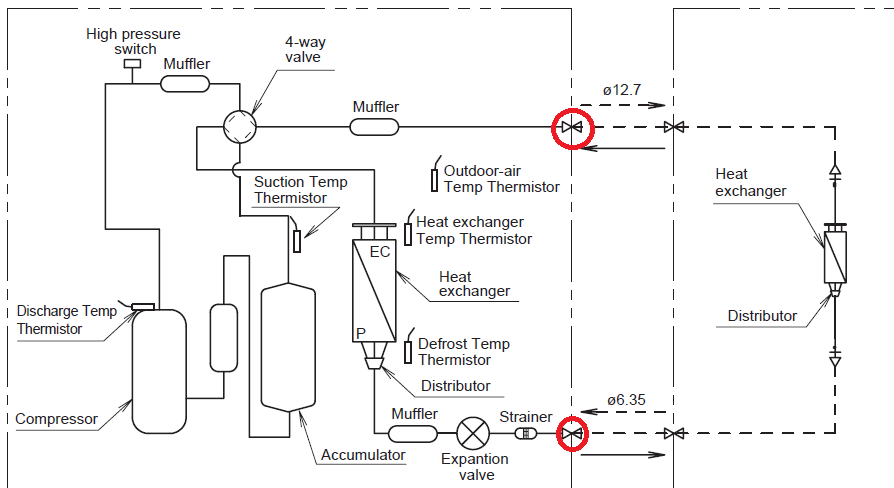 High pressure
switch
Muffler
4-way
valve
Muffler
ø12.7
Outdoor-air
Temp Thermistor
Suction Temp
Thermistor
Heat
exchanger
Heat exchanger
Temp Thermistor
EC
Heat
exchanger
Discharge Temp
Thermistor
Distributor
P
Defrost Temp
Thermistor
Distributor
ø6.35
Muffler
Strainer
Compressor
Accumulator
Expantion
valve